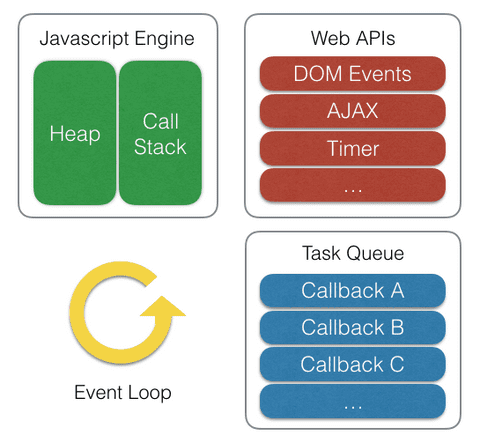 Javascript Engine
Heap
Call
Stack
Web APIs
DOM Events
AJAX
Timer
...
Event Loop
Task Queue
Callback A
Callback B
Callback C
...